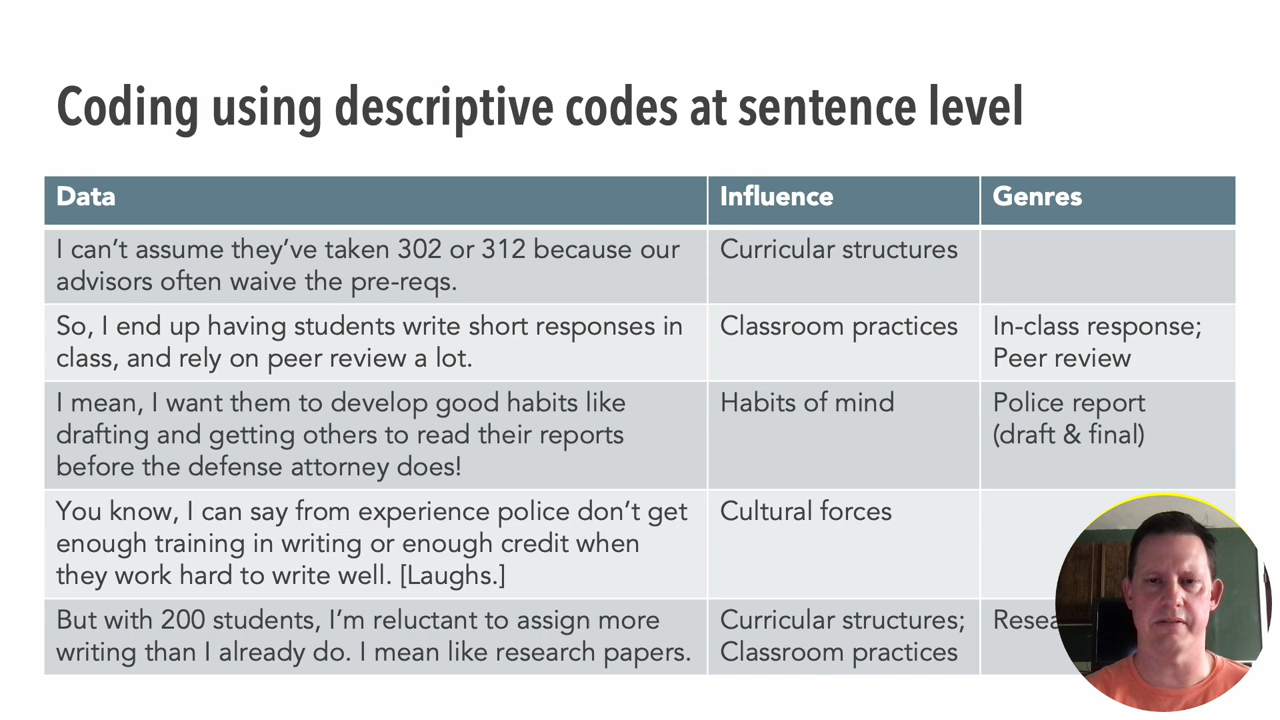 Coding using descriptive codes at sentence level
Data
Influence
Genres
I can't assume they've taken 302 or 312 because our
advisors often waive the pre-reqs.
Curricular structures
So, I end up having students write short responses in
class, and rely on peer review a lot.
Classroom practices
In-class response;
Peer review
I mean, I want them to develop good habits like
drafting and getting others to read their reports
before the defense attorney does!
Habits of mind
Police report
(draft & final)
You know, I can say from experience police don't get
enough training in writing or enough credit when
they work hard to write well. [Laughs.]
Cultural forces
But with 200 students, I'm reluctant to assign more
writing than I already do. I mean like research papers.
Curricular structures;
Classroom practices